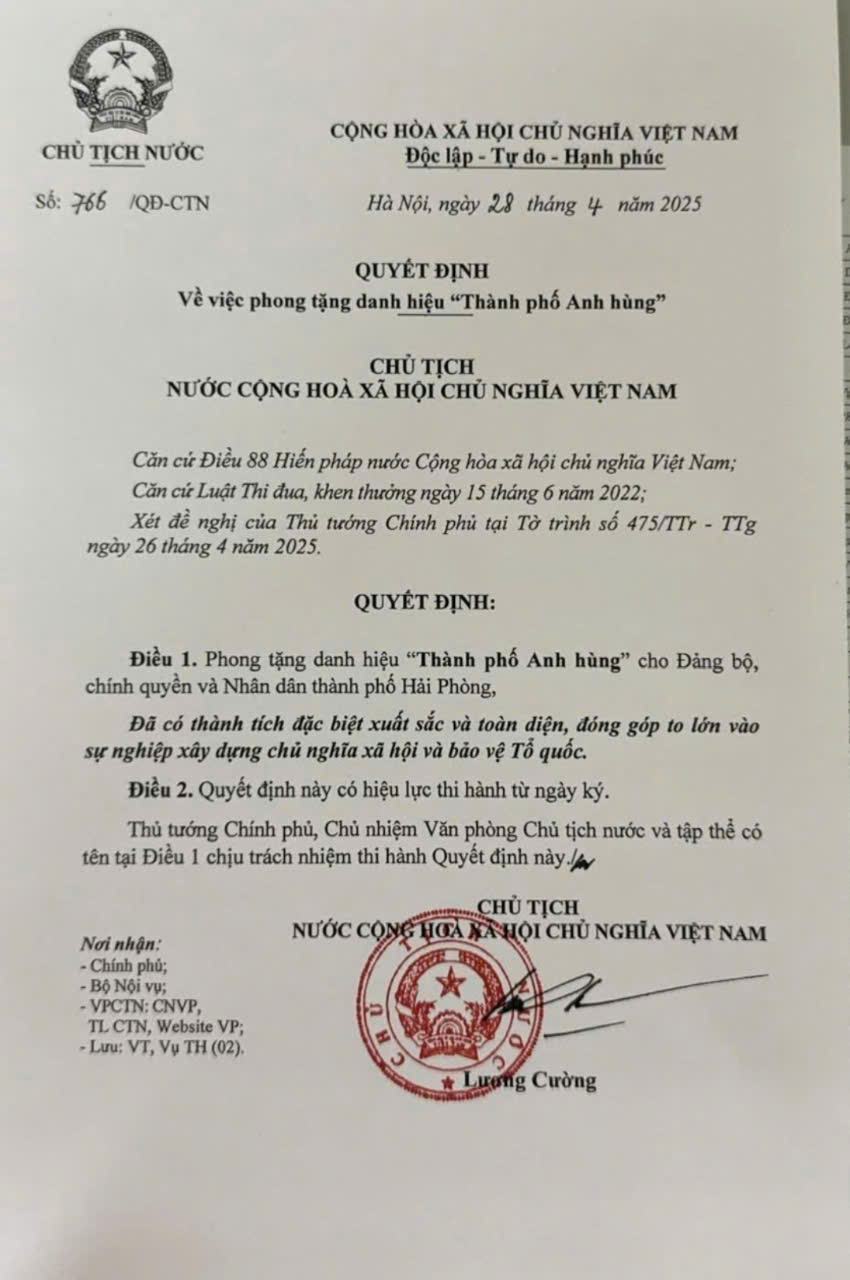 CHỦ TỊCH NƯỚC
CỘNG HÒA XÃ HỘI CHỦ NGHĨA VIỆT NAM
Độc lập - Tự do - Hạnh phúc
Số: 766 /QĐ-CTN
Hà Nội, ngày 28 tháng 4 năm 2025
QUYẾT ĐỊNH
Về việc phong tặng danh hiệu “Thành phố Anh hùng”
CHỦ TỊCH
NƯỚC CỘNG HOÀ XÃ HỘI CHỦ NGHĨA VIỆT NAM
Căn cứ Điều 88 Hiến pháp nước Cộng hòa xã hội chủ nghĩa Việt Nam;
Căn cứ Luật Thi đua, khen thưởng ngày 15 tháng 6 năm 2022;
Xét đề nghị của Thủ tướng Chính phủ tại Tờ trình số 475/TTr - TTg
ngày 26 tháng 4 năm 2025.
QUYẾT ĐỊNH:
Điều 1. Phong tặng danh hiệu “Thành phố Anh hùng” cho Đảng bộ,
chính quyền và Nhân dân thành phố Hải Phòng,
Đã có thành tích đặc biệt xuất sắc và toàn diện, đóng góp to lớn vào
sự nghiệp xây dựng chủ nghĩa xã hội và bảo vệ Tổ quốc.
Điều 2. Quyết định này có hiệu lực thi hành từ ngày ký.
Thủ tướng Chính phủ, Chủ nhiệm Văn phòng Chủ tịch nước và tập thể có
tên tại Điều 1 chịu trách nhiệm thi hành Quyết định này./.
CHỦ TỊCH
NƯỚC CỘNG HOÀ XÃ HỘI CHỦ NGHĨA VIỆT NAM
Nơi nhận:
- Chính phủ;
- Bộ Nội vụ;
- VPCTN: CNVP,
TL CTN, Website VP;
- Lưu: VT, Vụ TH (02).
CHỦ TỊCH NƯỚC
Lương Cường